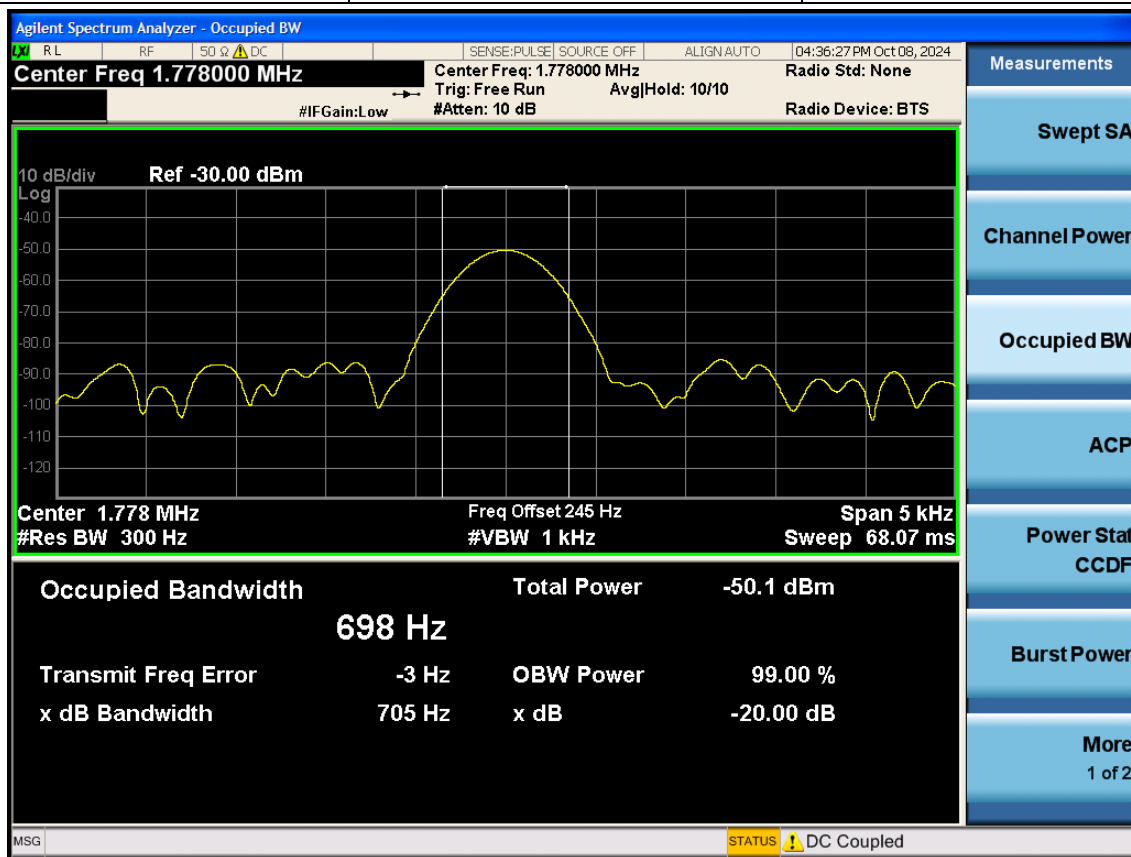 Agilent Spectrum Analyzer - Occupied BW
LXI RL RF 50 Ω DC SENSE:PULSE SOURCE OFF ALIGN AUTO 04:36:27 PM Oct 08, 2024
Center Freq 1.778000 MHz Center Freq: 1.778000 MHz Radio Std: None
Trig: Free Run Avg|Hold: 10/10
#IFGain:Low #Atten: 10 dB Radio Device: BTS
10 dB/div Ref -30.00 dBm
Log
-40.0
-50.0
-60.0
-70.0
-80.0
-90.0
-100
-110
-120
Center 1.778 MHz Freq Offset 245 Hz Span 5 kHz
#Res BW 300 Hz #VBW 1 kHz Sweep 68.07 ms
Occupied Bandwidth Total Power -50.1 dBm
698 Hz
Transmit Freq Error -3 Hz OBW Power 99.00 %
x dB Bandwidth 705 Hz x dB -20.00 dB
MSG STATUS DC Coupled
Measurements
Swept SA
Channel Power
Occupied BW
ACP
Power Stat
CCDF
Burst Power
More
1 of 2